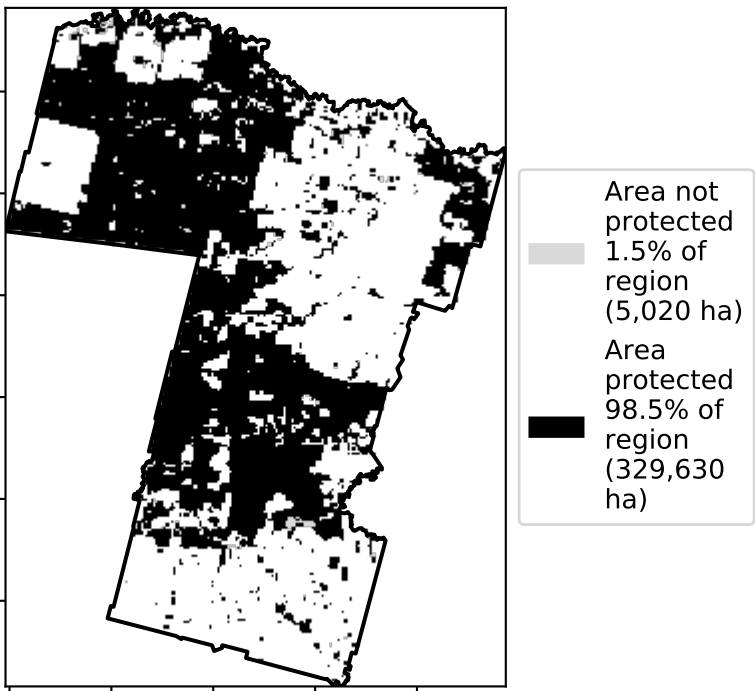 Area not
protected
1.5% of
region
(5,020 ha)
Area
protected
98.5% of
region
(329,630
ha)